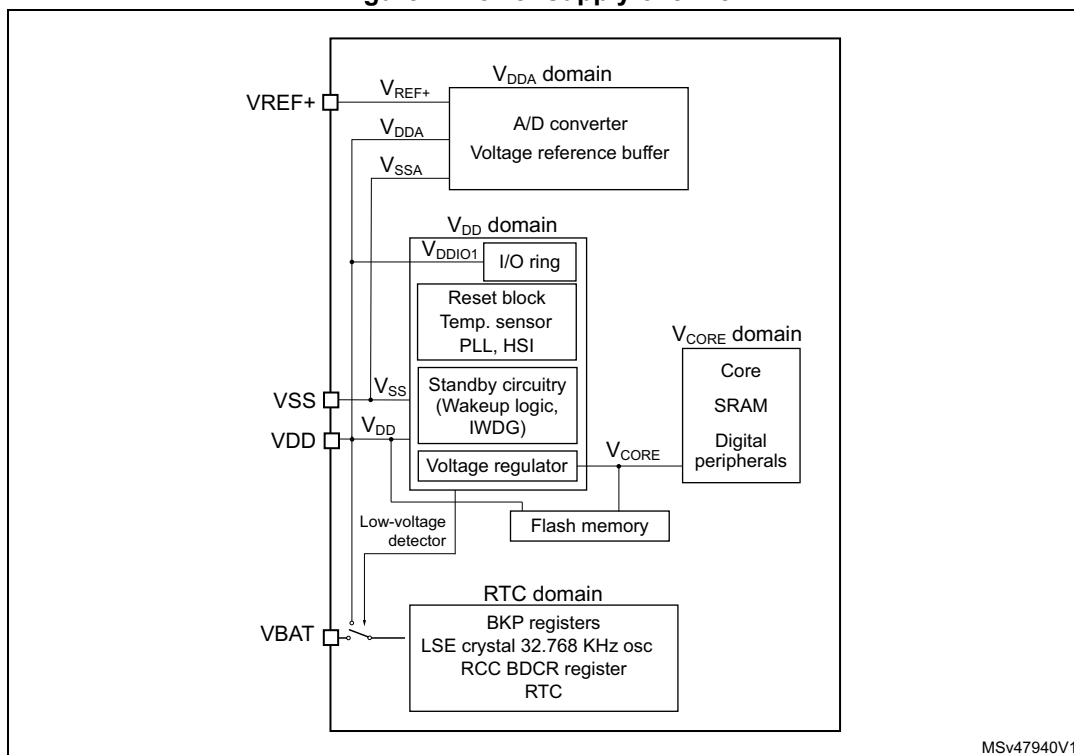 VDDA domain
VREF+
VREF+
A/D converter
Voltage reference buffer
VDDA
VSSA
VDD domain
VDDIO1
I/O ring
Reset block
Temp. sensor
PLL, HSI
VCORE domain
Core
SRAM
Digital
peripherals
VSS
VSS
Standby circuitry
(Wakeup logic,
IWDG)
VDD
VDD
Voltage regulator
VCORE
Flash memory
Low-voltage
detector
RTC domain
VBAT
BKP registers
LSE crystal 32.768 KHz osc
RCC BDCR register
RTC
MSv47940V1